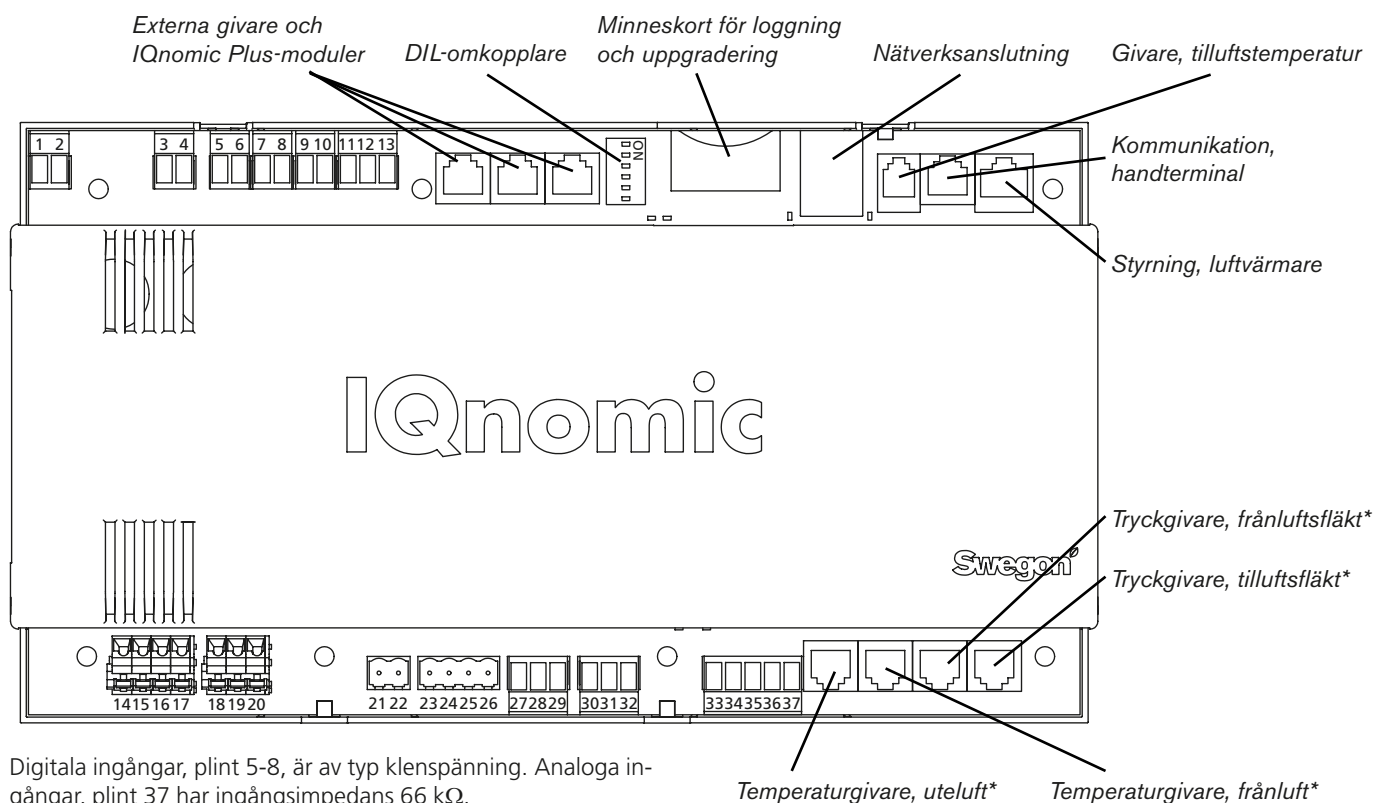 Externa givare och
IQnomic Plus-moduler
DIL-omkopplare
Minneskort för loggning
och uppgradering
Nätverksanslutning
Givare, tilluftstemperatur
1 2
3 4
5 6
7 8
9 10
11 12 13
ON
Kommunikation,
handterminal
Styrning, luftvärmare
IQnomic
Swegon
Tryckgivare, frånluftsfläkt*
Tryckgivare, tilluftsfläkt*
14 15 16 17
18 19 20
21 22
23 24 25 26
27 28 29
30 31 32
33 34 35 36 37
Temperaturgivare, uteluft*
Temperaturgivare, frånluft*
Digitala ingångar, plint 5-8, är av typ klenspänning. Analoga in-
gångar, plint 37 har ingångsimpedans 66 kΩ.